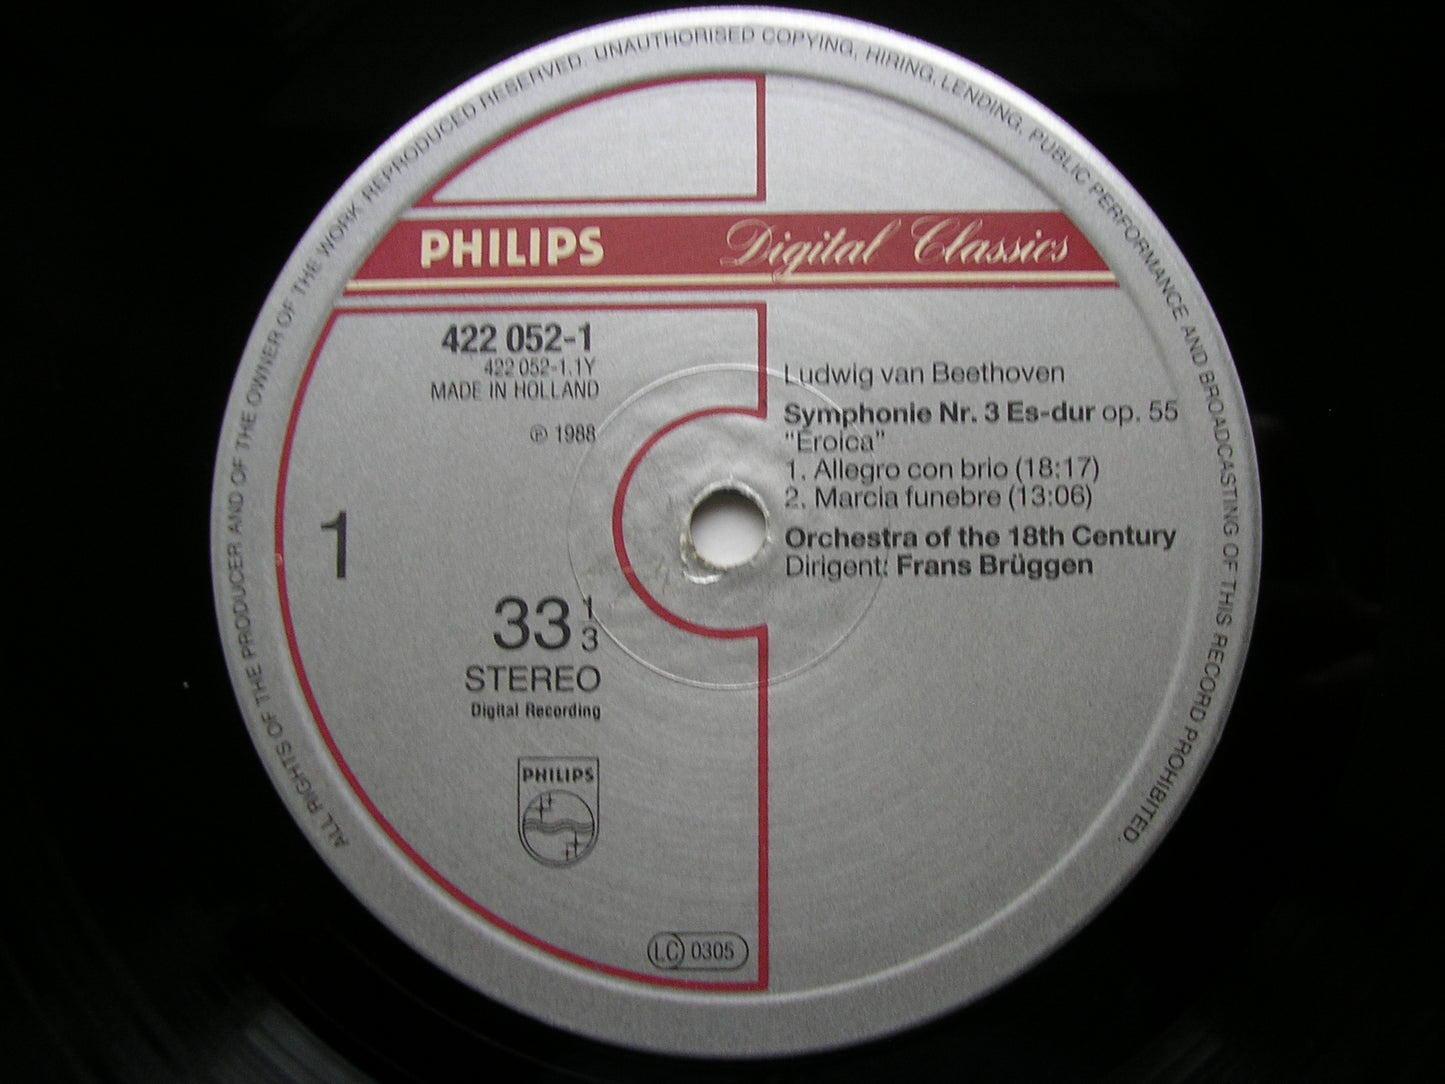 ALL RIGHTS OF THE PRODUCER AND OF THE OWNER OF THE WORK REPRODUCED RESERVED. UNAUTHORISED COPYING, HIRING, LENDING, PUBLIC PERFORMANCE AND BROADCASTING OF THIS RECORD PROHIBITED.
PHILIPS Digital Classics
422 052-1
422 052-1.1Y
MADE IN HOLLAND
℗ 1988
1
33 1/3
STEREO
Digital Recording
PHILIPS
LC 0305
Ludwig van Beethoven
Symphonie Nr. 3 Es-dur op. 55
"Eroica"
1. Allegro con brio (18:17)
2. Marcia funebre (13:06)
Orchestra of the 18th Century
Dirigent: Frans Brüggen